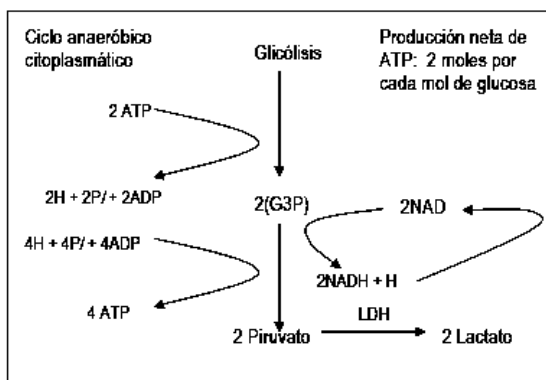 Ciclo anaeróbico
citoplasmático
Glicólisis
Producción neta de
ATP: 2 moles por
cada mol de glucosa
2 ATP
2H + 2P/ + 2ADP
2(G3P)
2NAD
4H + 4P/ + 4ADP
2NADH + H
4 ATP
LDH
2 Piruvato
2 Lactato